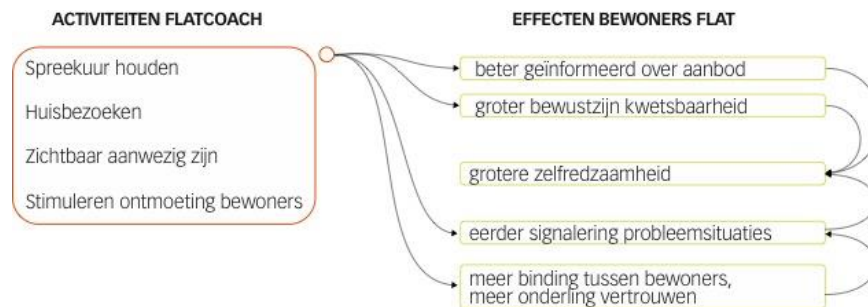 ACTIVITEITEN FLATCOACH
Spreekuur houden
Huisbezoeken
Zichtbaar aanwezig zijn
Stimuleren ontmoeting bewoners
EFFECTEN BEWONERS FLAT
beter geïnformeerd over aanbod
groter bewustzijn kwetsbaarheid
grotere zelfredzaamheid
eerder signalering probleemsituaties
meer binding tussen bewoners,
meer onderling vertrouwen